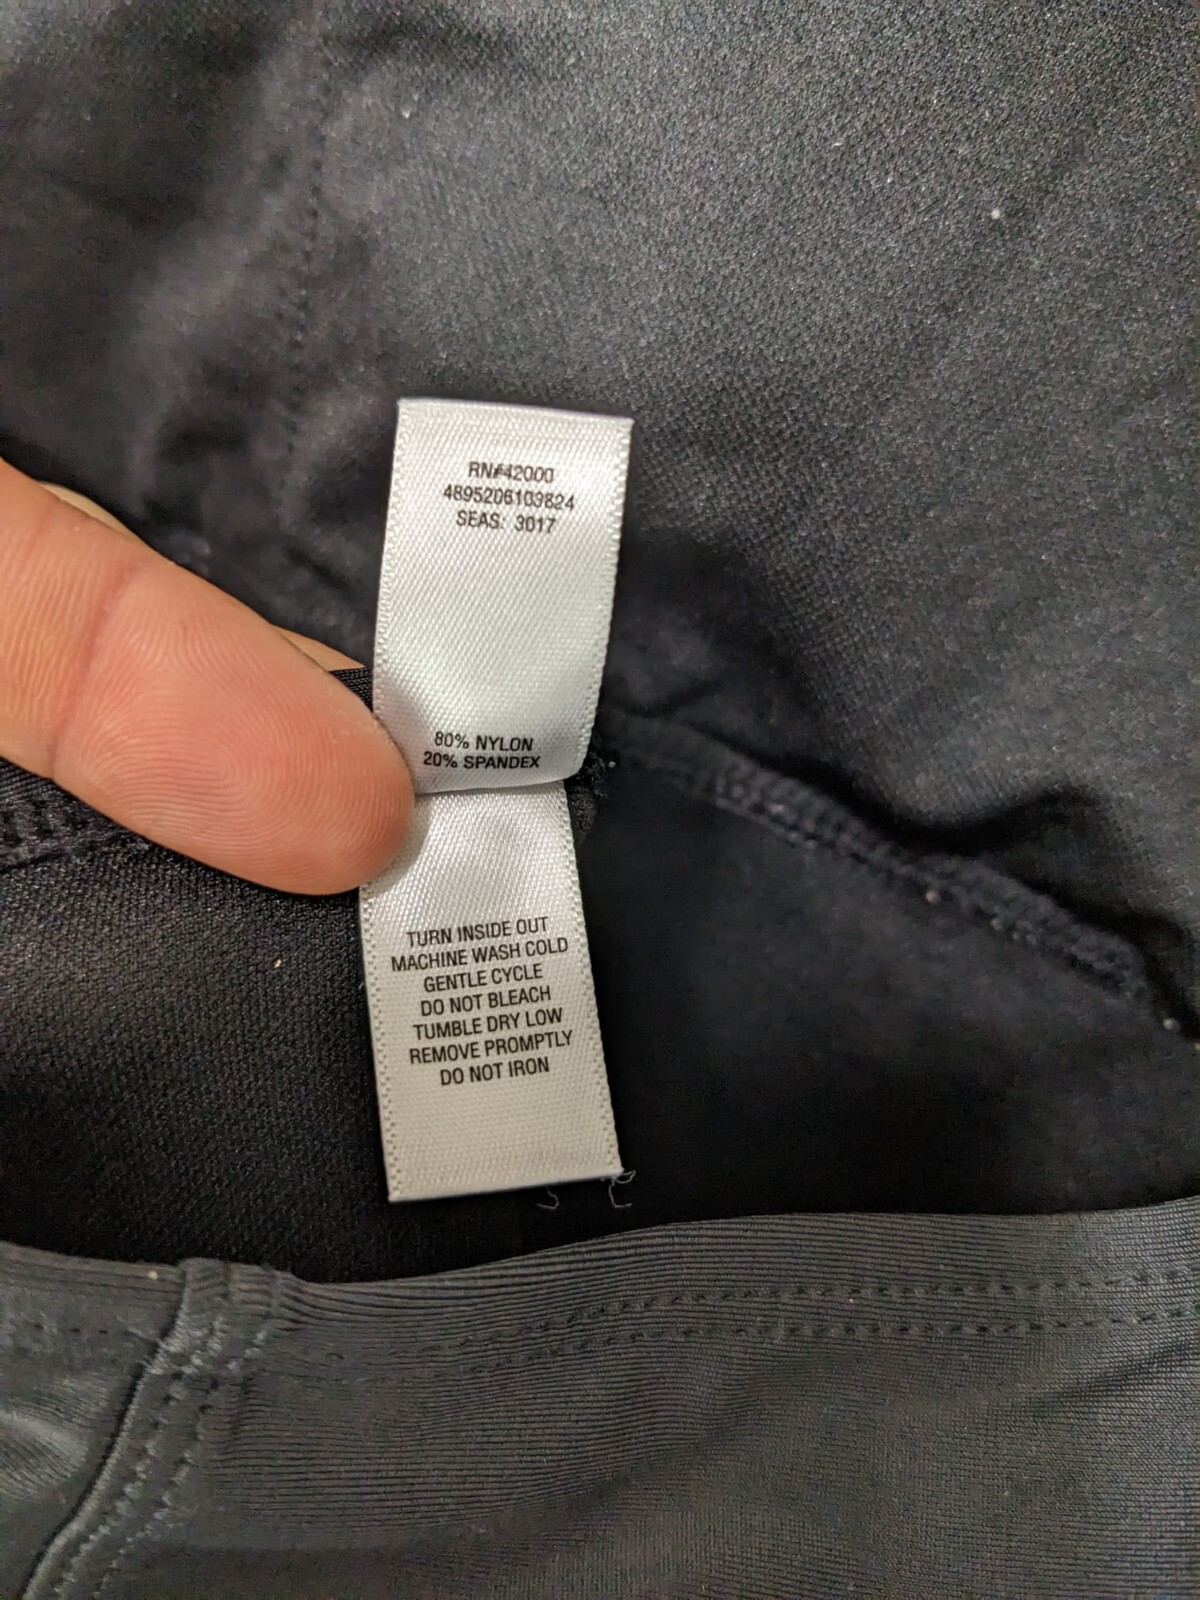 RN#42000
4895206103824
SEAS: 3017
80% NYLON
20% SPANDEX
TURN INSIDE OUT
MACHINE WASH COLD
GENTLE CYCLE
DO NOT BLEACH
TUMBLE DRY LOW
REMOVE PROMPTLY
DO NOT IRON